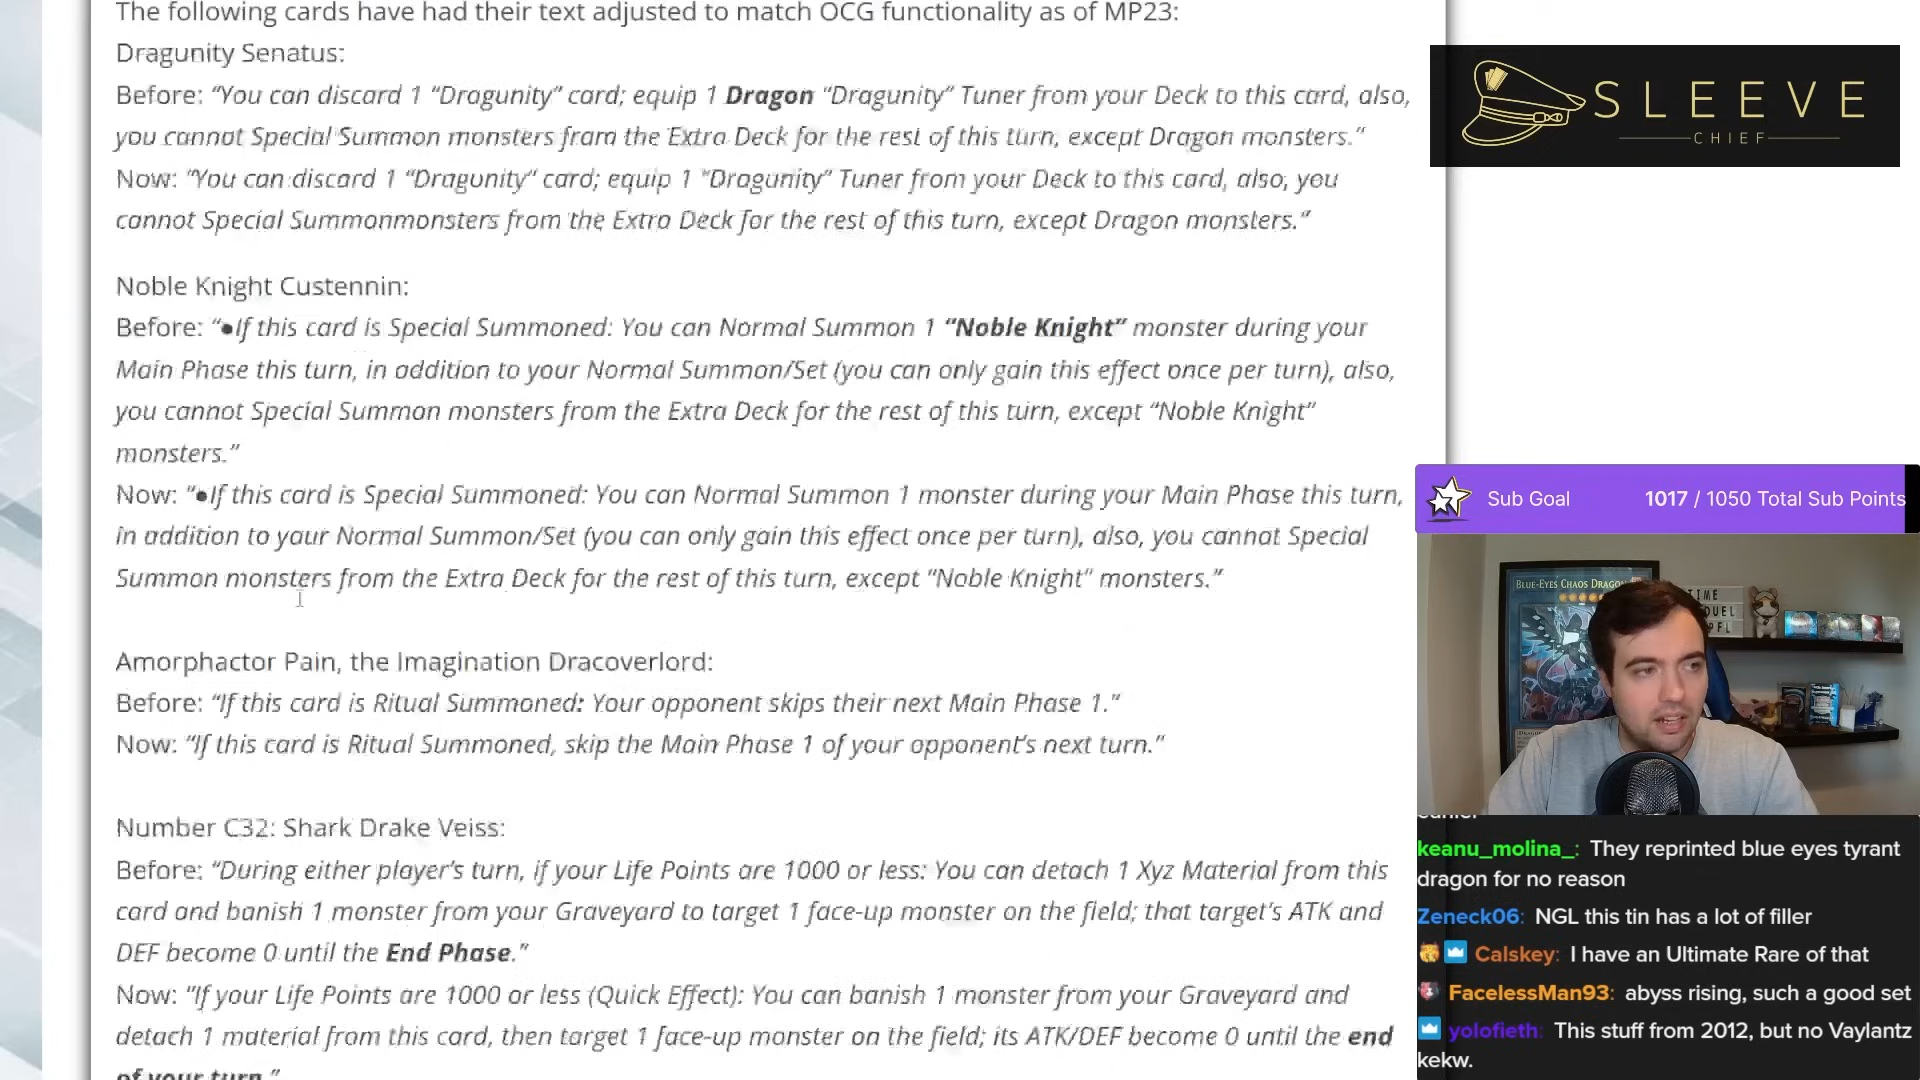 The following cards have had their text adjusted to match OCG functionality as of MP23:
Dragunity Senatus:
Before: “You can discard 1 “Dragunity” card; equip 1 Dragon “Dragunity” Tuner from your Deck to this card, also,
you cannot Special Summon monsters from the Extra Deck for the rest of this turn, except Dragon monsters.”
Now: “You can discard 1 “Dragunity” card; equip 1 “Dragunity” Tuner from your Deck to this card, also, you
cannot Special Summonmonsters from the Extra Deck for the rest of this turn, except Dragon monsters.”
Noble Knight Custennin:
Before: “●If this card is Special Summoned: You can Normal Summon 1 “Noble Knight” monster during your
Main Phase this turn, in addition to your Normal Summon/Set (you can only gain this effect once per turn), also,
you cannot Special Summon monsters from the Extra Deck for the rest of this turn, except “Noble Knight”
monsters.”
Now: “●If this card is Special Summoned: You can Normal Summon 1 monster during your Main Phase this turn,
in addition to your Normal Summon/Set (you can only gain this effect once per turn), also, you cannot Special
Summon monsters from the Extra Deck for the rest of this turn, except “Noble Knight” monsters.”
Amorphactor Pain, the Imagination Dracoverlord:
Before: “If this card is Ritual Summoned: Your opponent skips their next Main Phase 1.”
Now: “If this card is Ritual Summoned, skip the Main Phase 1 of your opponent’s next turn.”
Number C32: Shark Drake Veiss:
Before: “During either player’s turn, if your Life Points are 1000 or less: You can detach 1 Xyz Material from this
card and banish 1 monster from your Graveyard to target 1 face-up monster on the field; that target’s ATK and
DEF become 0 until the End Phase.”
Now: “If your Life Points are 1000 or less (Quick Effect): You can banish 1 monster from your Graveyard and
detach 1 material from this card, then target 1 face-up monster on the field; its ATK/DEF become 0 until the end
of your turn.”
SLEEVE
CHIEF
Sub Goal 1017 / 1050 Total Sub Points
BLUE-EYES CHAOS DRAGON
TIME
DUEL
keanu_molina_: They reprinted blue eyes tyrant
dragon for no reason
Zeneck06: NGL this tin has a lot of filler
Calskey: I have an Ultimate Rare of that
FacelessMan93: abyss rising, such a good set
yolofieth: This stuff from 2012, but no Vaylantz
kekw.